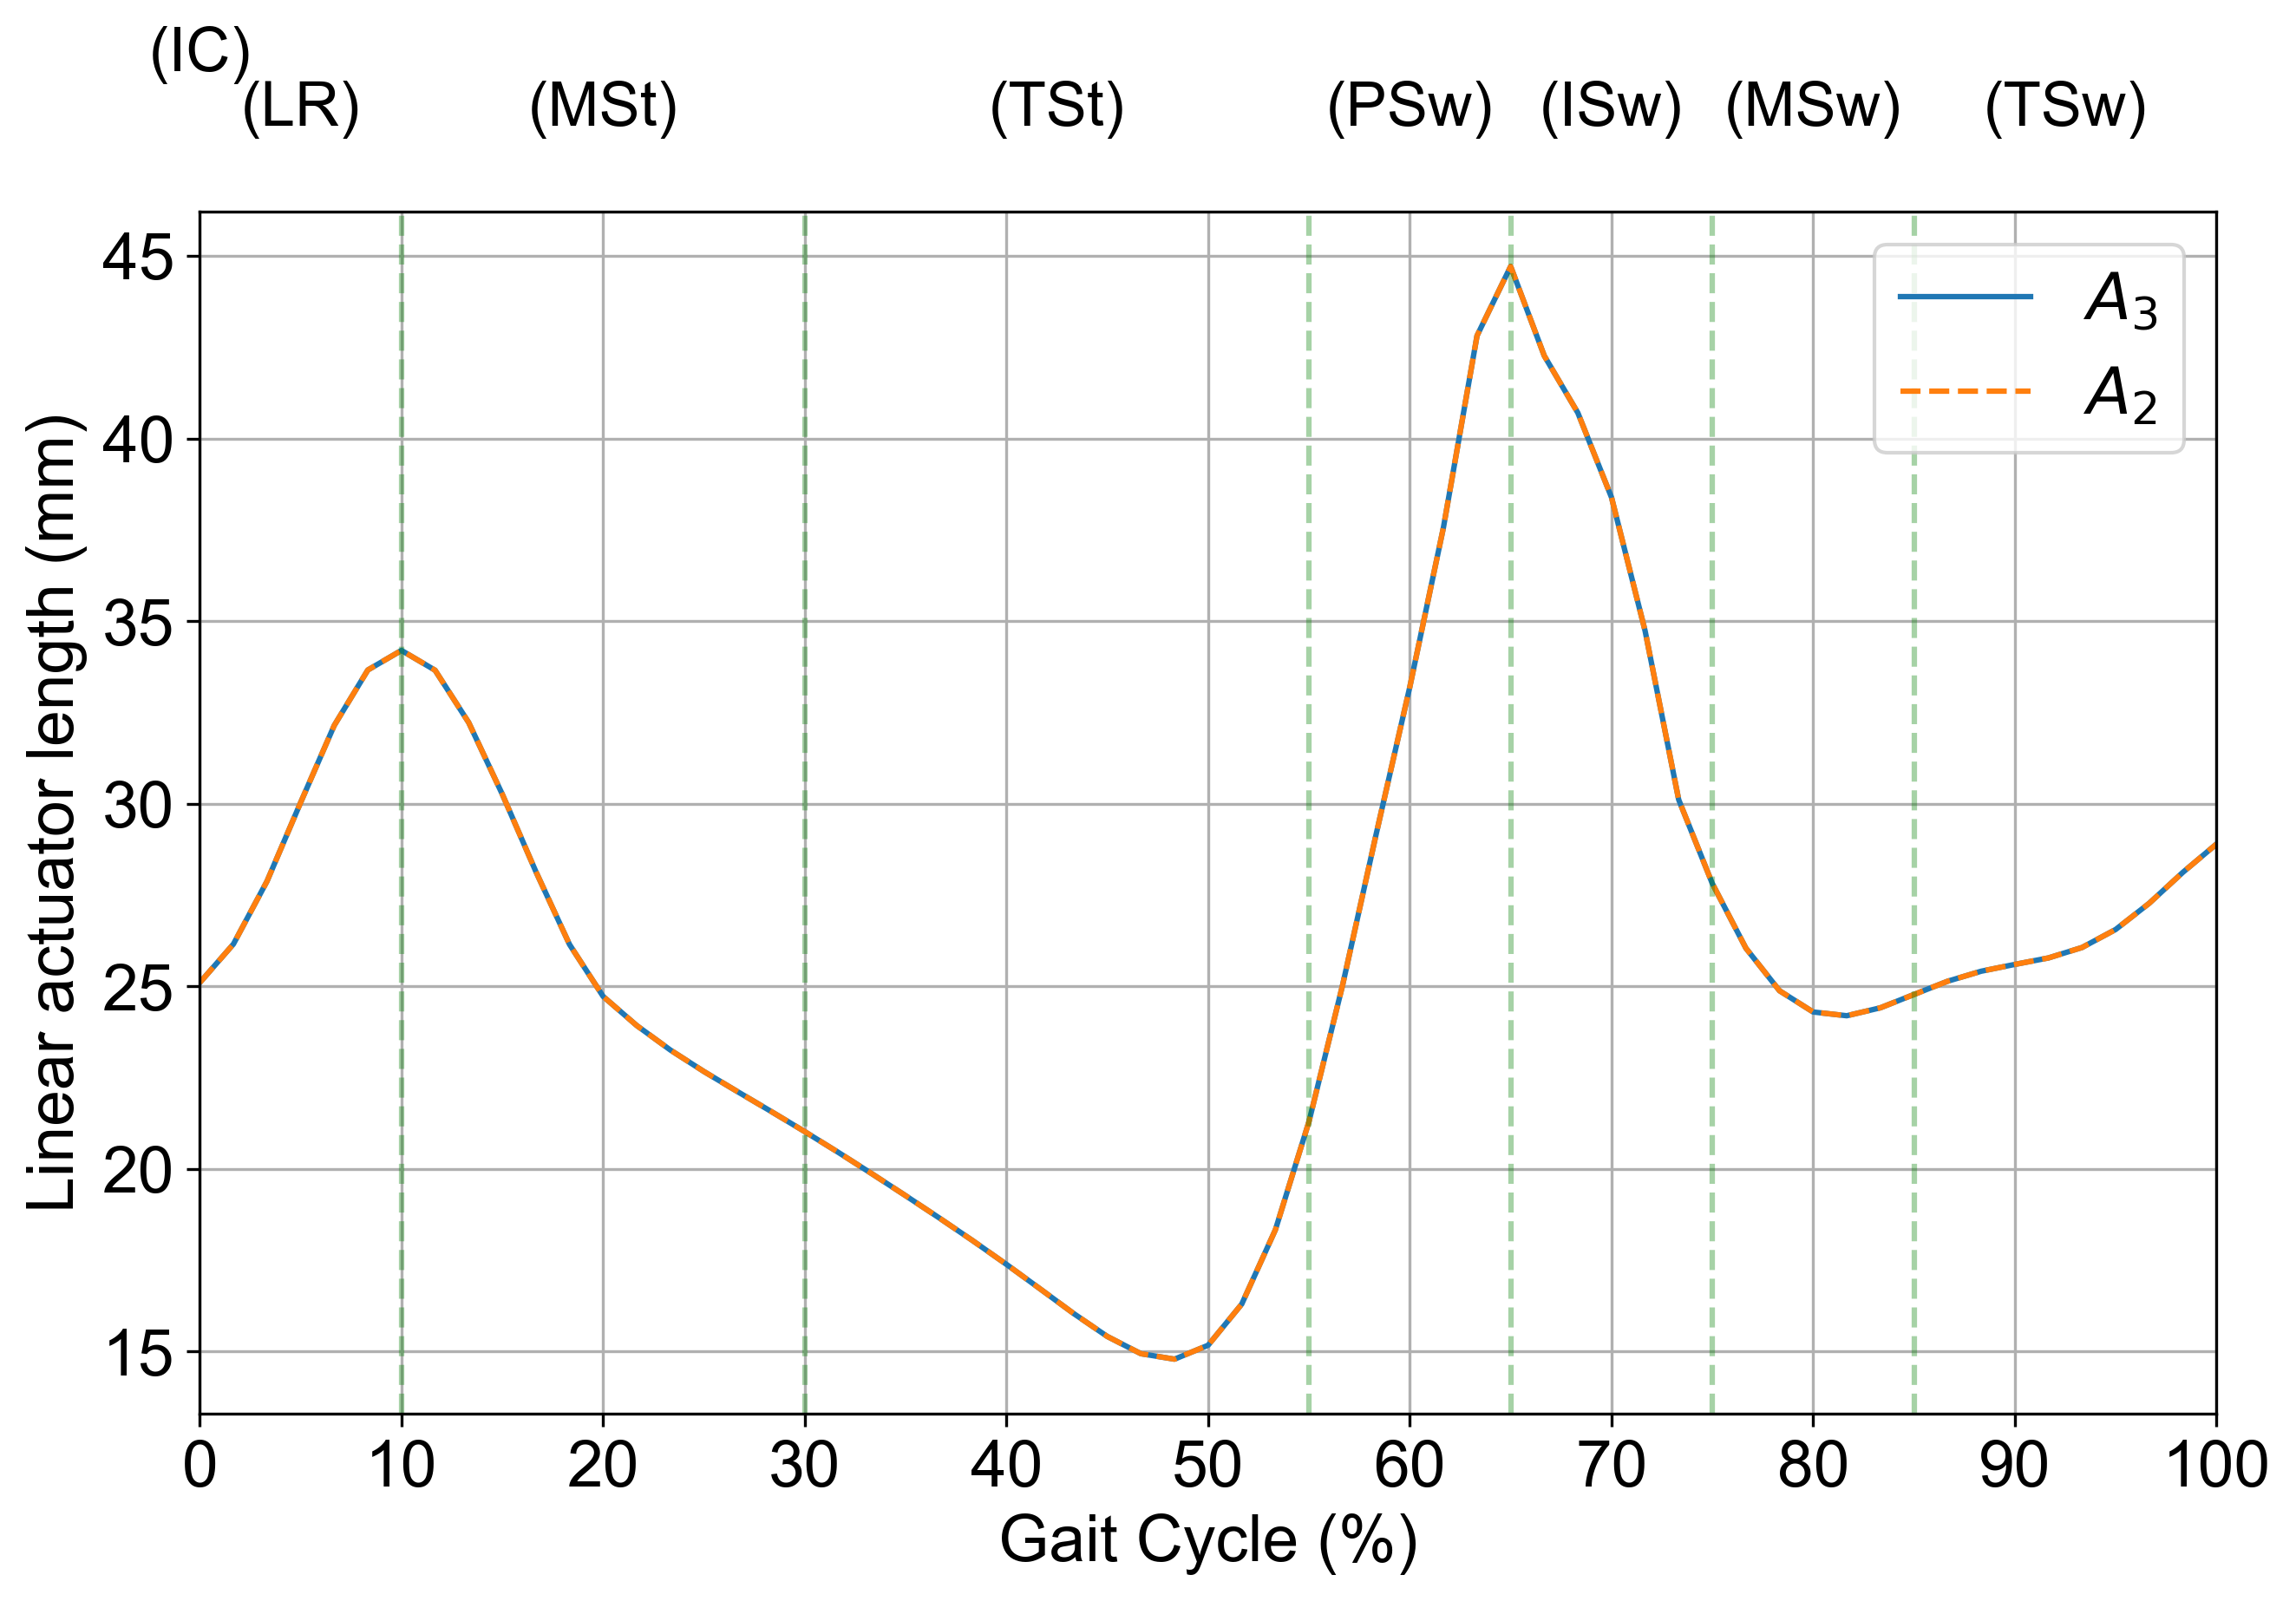 (IC)
(LR) (MSt) (TSt) (PSw) (ISw) (MSw) (TSw)
45
40
35
30
25
20
15
Linear actuator length (mm)
A₃
A₂
0 10 20 30 40 50 60 70 80 90 100
Gait Cycle (%)